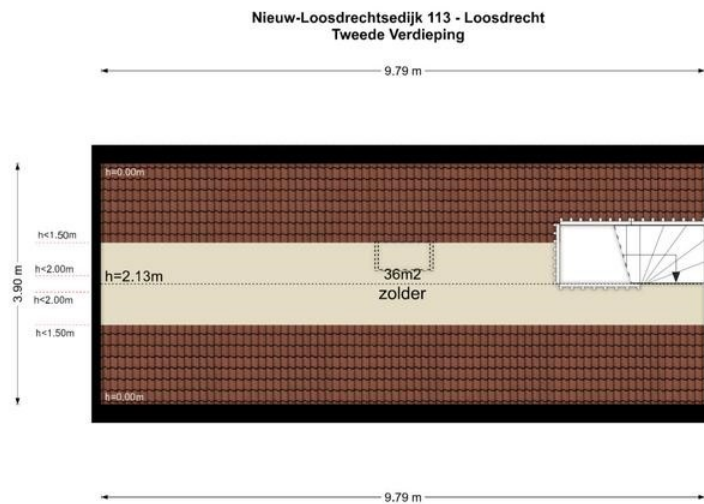 Nieuw-Loosdrechtsedijk 113 - Loosdrecht
Tweede Verdieping
9.79 m
h=0.00m
h<1.50m
h<2.00m
h=2.13m
36m2
3.90 m
zolder
h<2.00m
h<1.50m
h=0.00m
9.79 m